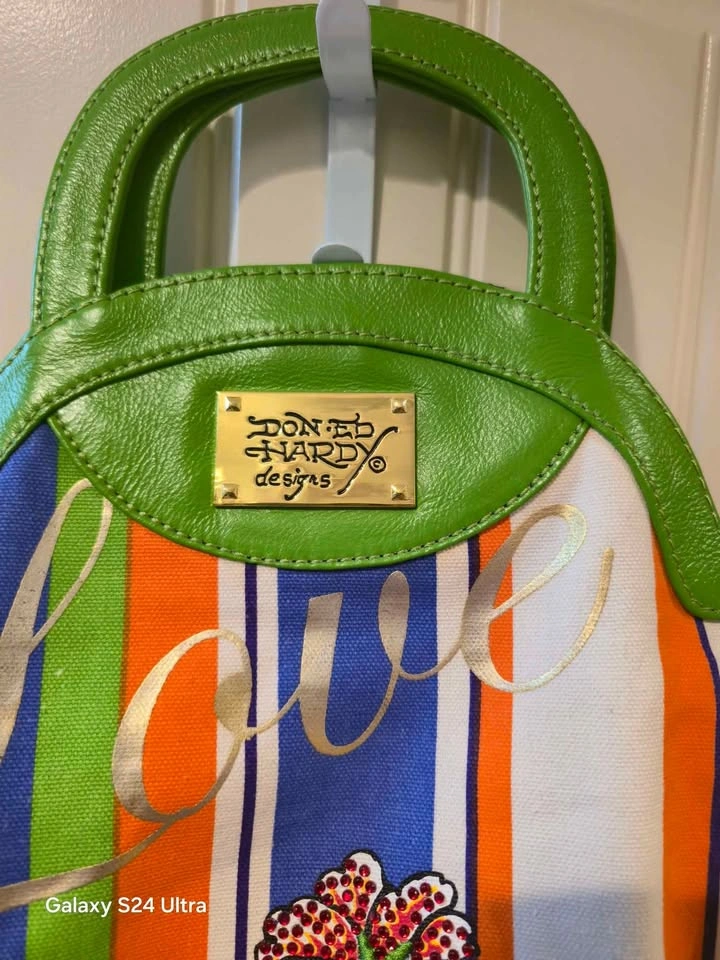 DON·ED
HARDY ©
designs
Love
Galaxy S24 Ultra